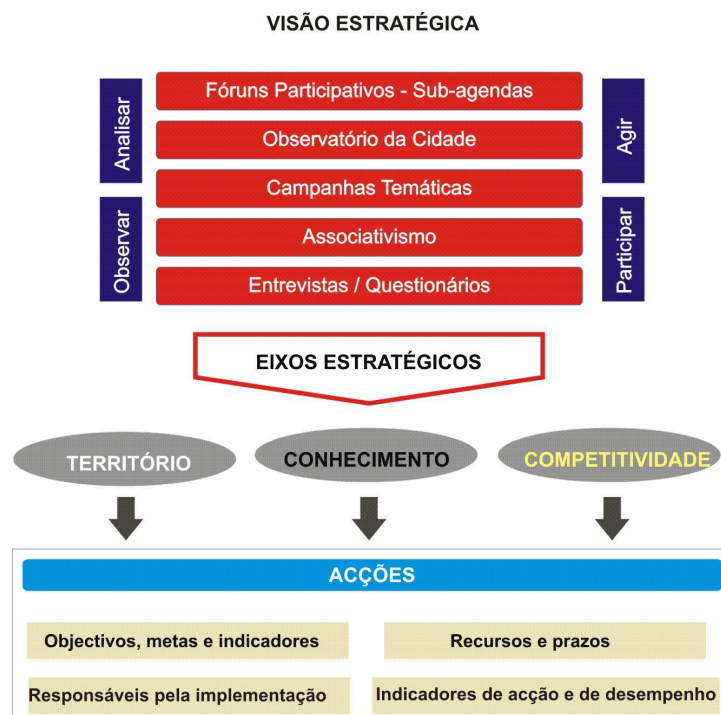 VISÃO ESTRATÉGICA
Analisar
Observar
Fóruns Participativos - Sub-agendas
Observatório da Cidade
Campanhas Temáticas
Associativismo
Entrevistas / Questionários
Agir
Participar
EIXOS ESTRATÉGICOS
TERRITÓRIO
CONHECIMENTO
COMPETITIVIDADE
ACÇÕES
Objectivos, metas e indicadores
Recursos e prazos
Responsáveis pela implementação
Indicadores de acção e de desempenho